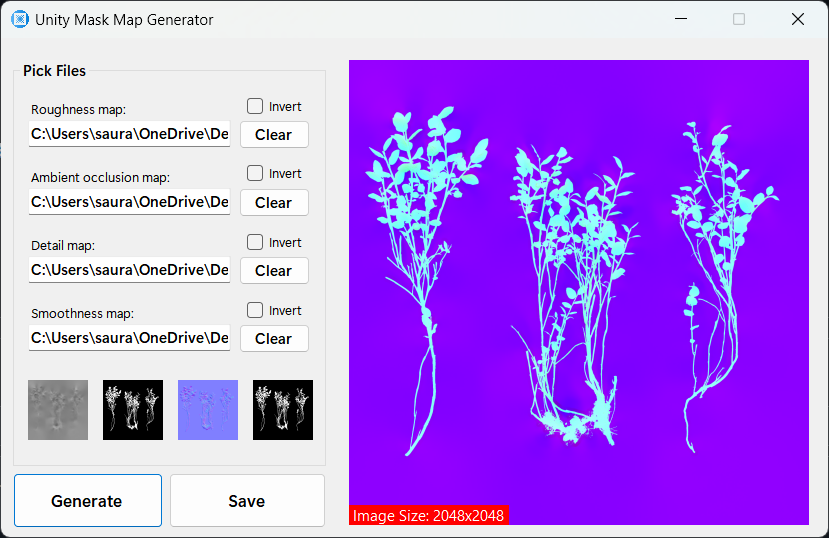 Unity Mask Map Generator
Pick Files
Invert
Roughness map:
C:\Users\saura\OneDrive\De
Clear
Invert
Ambient occlusion map:
C:\Users\saura\OneDrive\De
Clear
Invert
Detail map:
C:\Users\saura\OneDrive\De
Clear
Invert
Smoothness map:
C:\Users\saura\OneDrive\De
Clear
Generate
Save
Image Size: 2048x2048